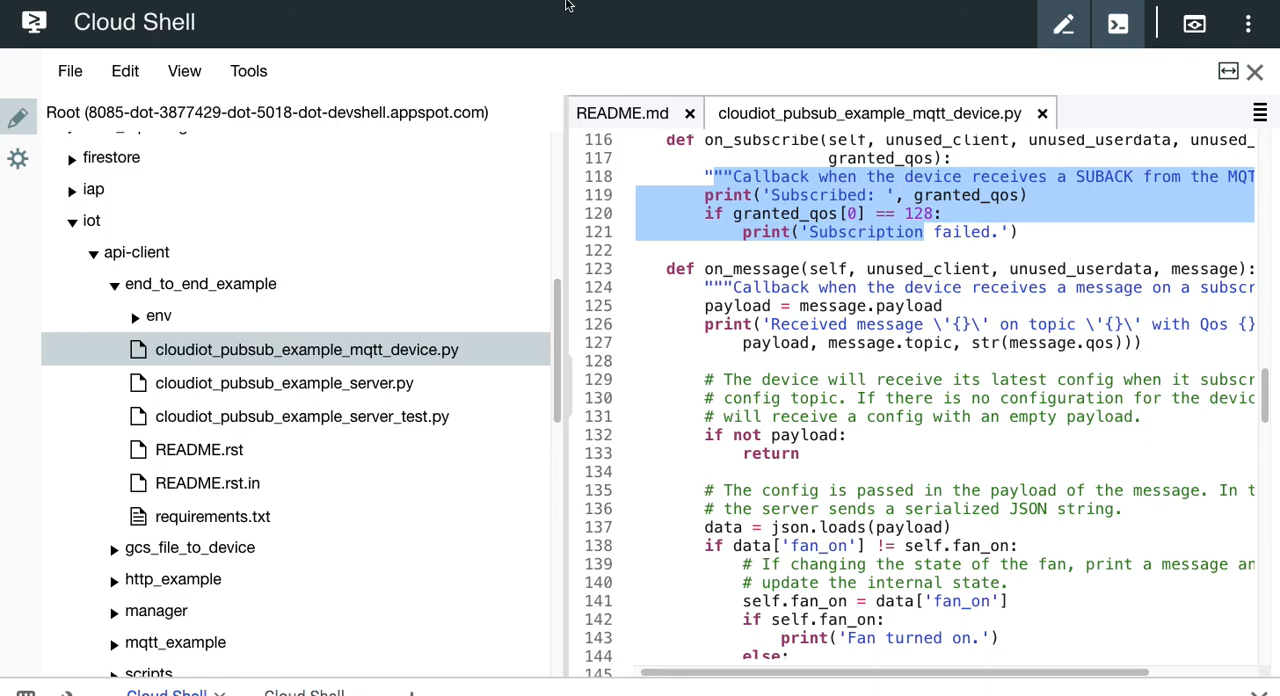 Cloud Shell
File Edit View Tools
Root (8085-dot-3877429-dot-5018-dot-devshell.appspot.com)
firestore
iap
iot
api-client
end_to_end_example
env
cloudiot_pubsub_example_mqtt_device.py
cloudiot_pubsub_example_server.py
cloudiot_pubsub_example_server_test.py
README.rst
README.rst.in
requirements.txt
gcs_file_to_device
http_example
manager
mqtt_example
scripts
README.md cloudiot_pubsub_example_mqtt_device.py
116 def on_subscribe(self, unused_client, unused_userdata, unused_
117 granted_qos):
118 """Callback when the device receives a SUBACK from the MQT
119 print('Subscribed: ', granted_qos)
120 if granted_qos[0] == 128:
121 print('Subscription failed.')
122
123 def on_message(self, unused_client, unused_userdata, message):
124 """Callback when the device receives a message on a subscr
125 payload = message.payload
126 print('Received message \'{}\' on topic \'{}\' with Qos {}
127 payload, message.topic, str(message.qos)))
128
129 # The device will receive its latest config when it subscr
130 # config topic. If there is no configuration for the devic
131 # will receive a config with an empty payload.
132 if not payload:
133 return
134
135 # The config is passed in the payload of the message. In t
136 # the server sends a serialized JSON string.
137 data = json.loads(payload)
138 if data['fan_on'] != self.fan_on:
139 # If changing the state of the fan, print a message an
140 # update the internal state.
141 self.fan_on = data['fan_on']
142 if self.fan_on:
143 print('Fan turned on.')
144 else:
145
Cloud Shell Cloud Shell